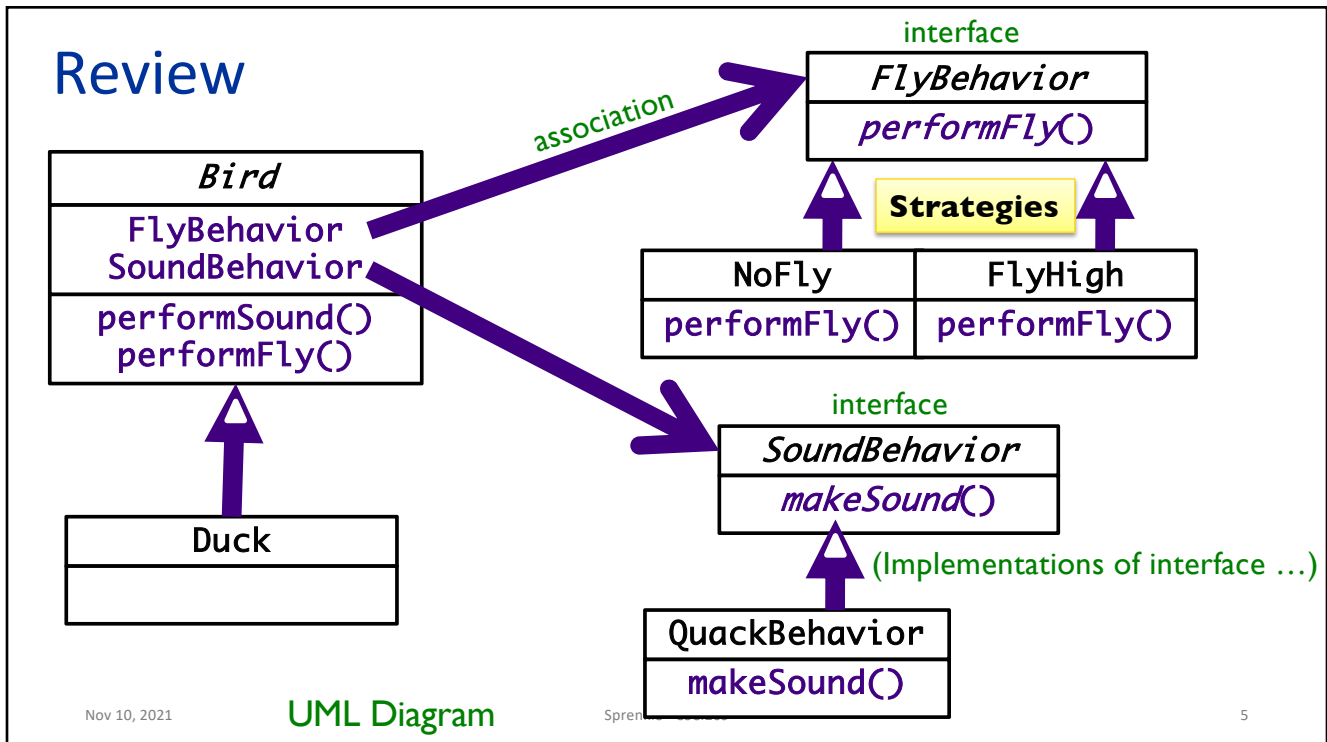 Review
Bird
FlyBehavior
SoundBehavior
performSound()
performFly()
Duck
association
interface
FlyBehavior
performFly()
Strategies
NoFly
performFly()
FlyHigh
performFly()
interface
SoundBehavior
makeSound()
(Implementations of interface …)
QuackBehavior
makeSound()
Nov 10, 2021
UML Diagram
5